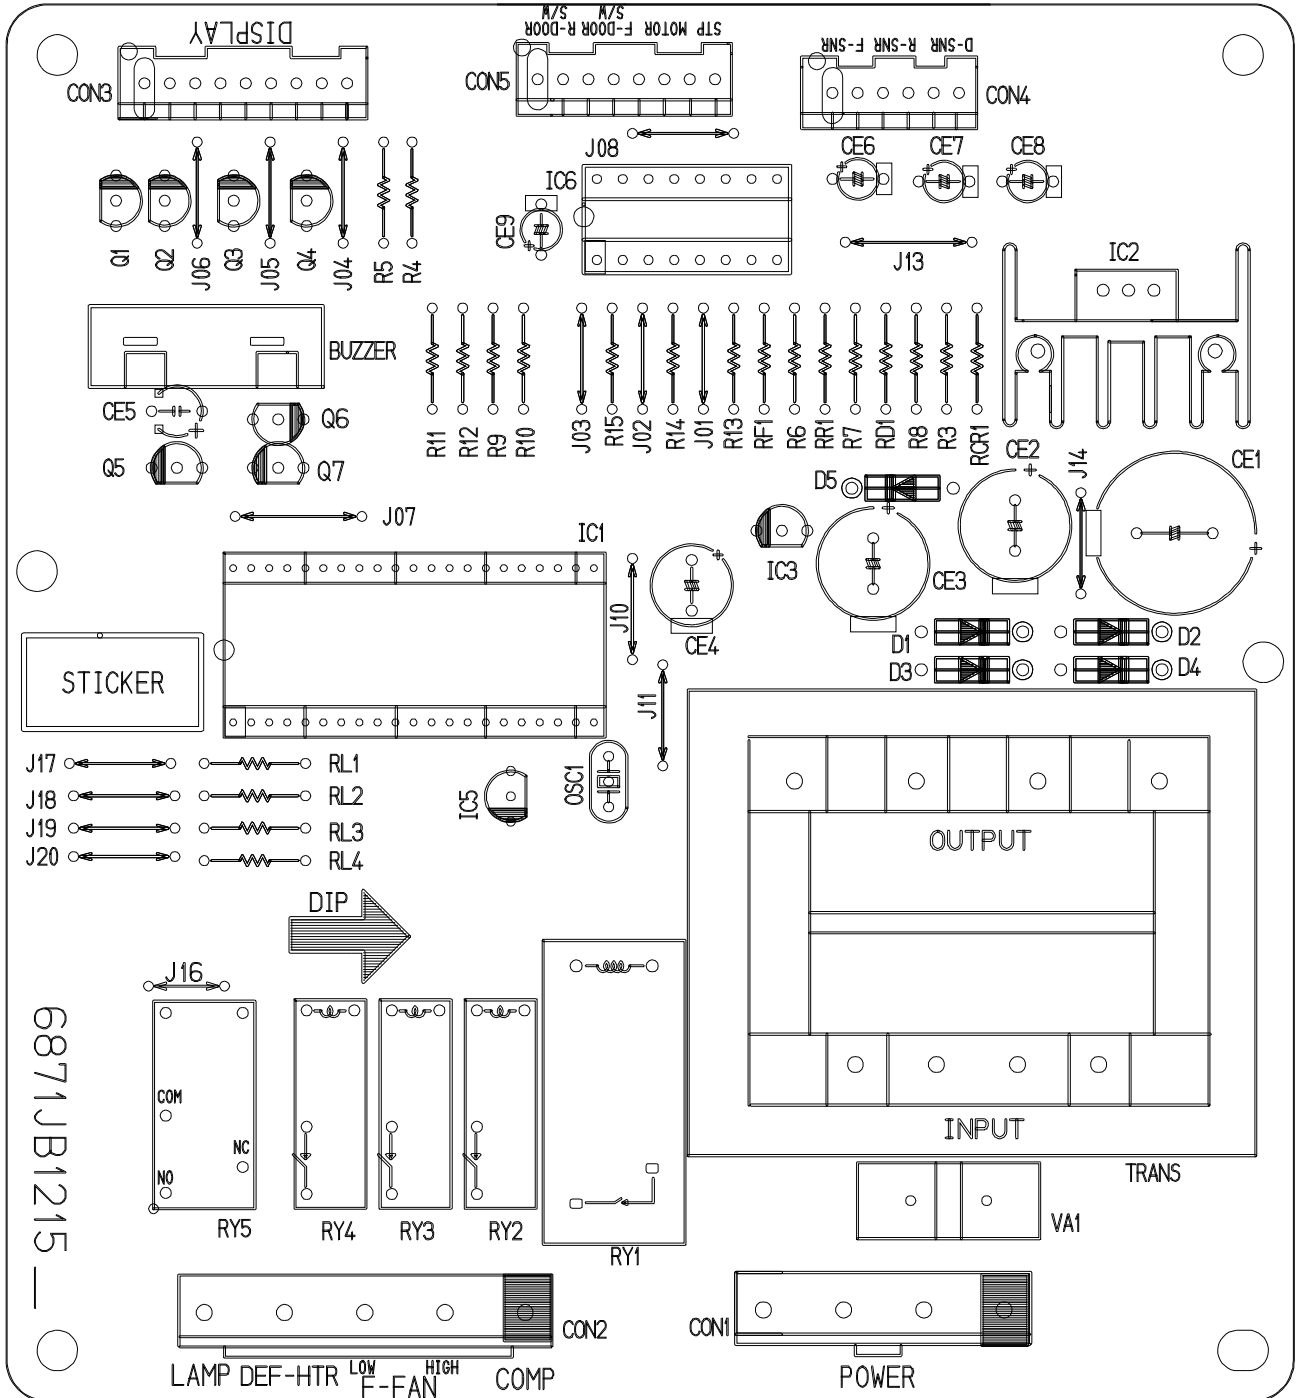 DISPLAY
CON3
S/W S/W
R-DOOR F-DOOR MOTOR STP
CON5
F-SNR R-SNR D-SNR
CON4
J08
IC6
CE6 CE7 CE8
CE9
Q1 Q2 J06 Q3 J05 Q4 J04 R5 R4
J13
IC2
BUZZER
CE5
Q6
Q5
Q7
R11 R12 R9 R10 J03 R15 J02 R14 J01 R13 RF1 R6 RR1 R7 RD1 R8 R3 RCR1
CE2
J14
CE1
D5
J07
IC1
IC3
CE3
J10
CE4
D1 D2
D3 D4
STICKER
J11
J17 RL1
J18 RL2
J19 RL3
J20 RL4
IC5
OSC1
OUTPUT
DIP
J16
COM
NC
NO
RY5 RY4 RY3 RY2 RY1
INPUT
TRANS
VA1
6871JB1215__
CON2
CON1
LAMP DEF-HTR LOW HIGH COMP
F-FAN
POWER